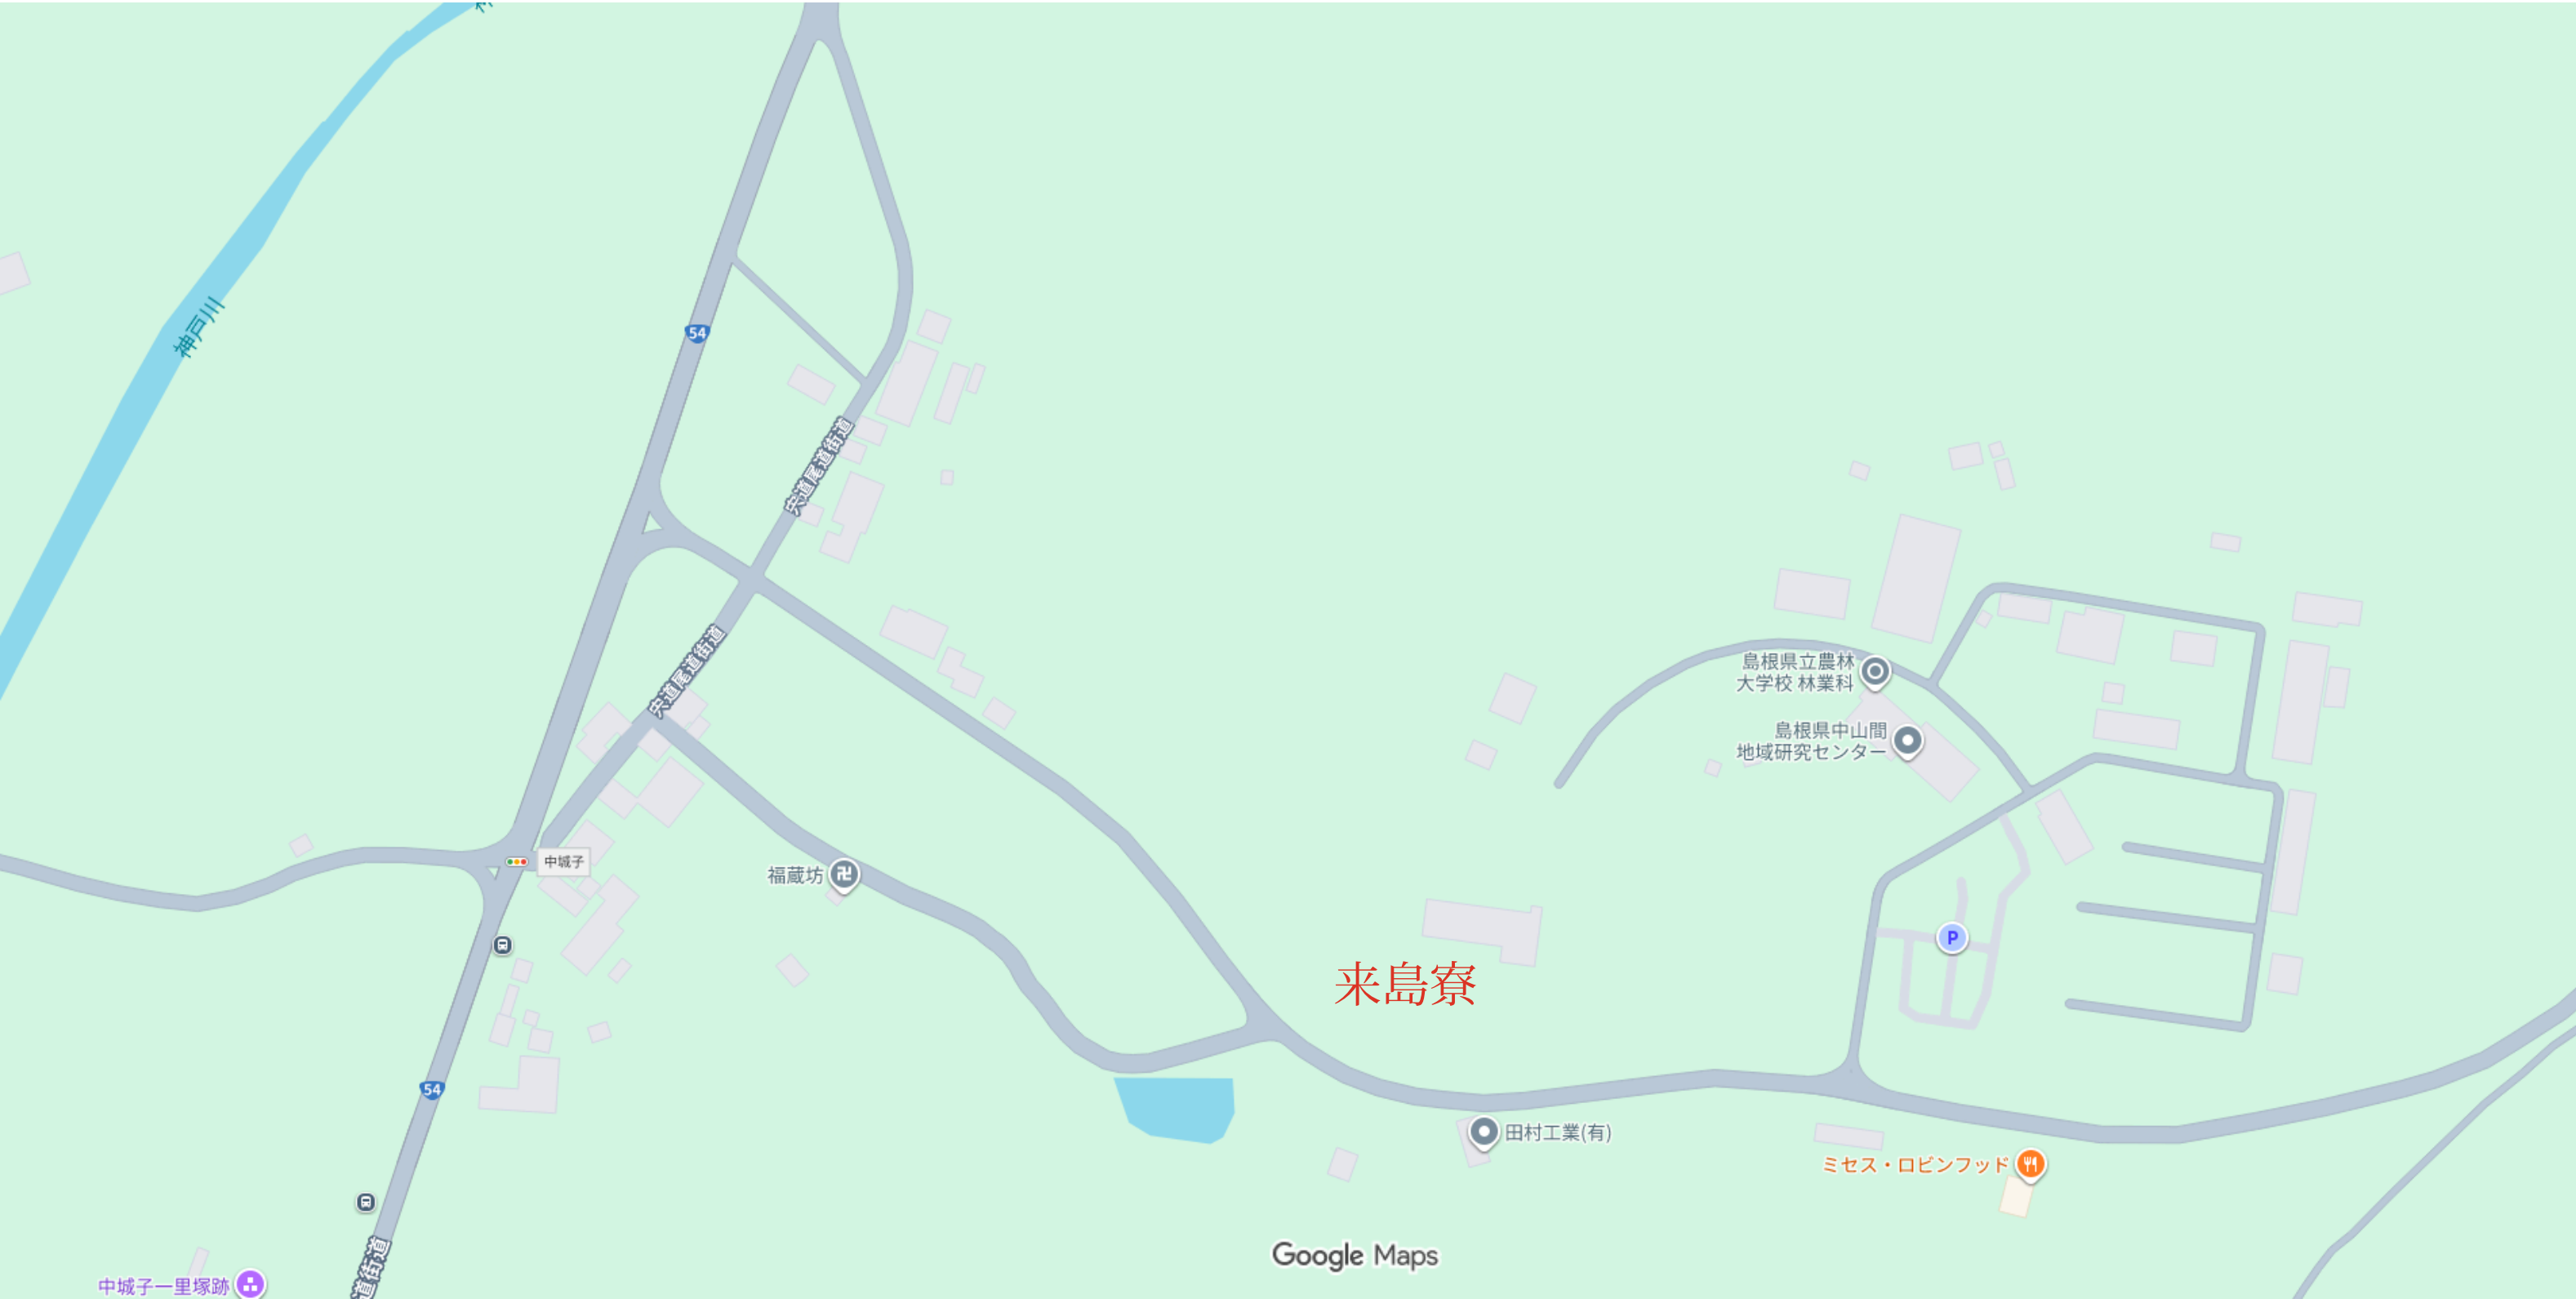 神戸川
54
宍道尾道街道
宍道尾道街道
島根県立農林
大学校 林業科
島根県中山間
地域研究センター
中城子
福蔵坊
P
来島寮
54
田村工業(有)
ミセス・ロビンフッド
道街道
Google Maps
中城子一里塚跡